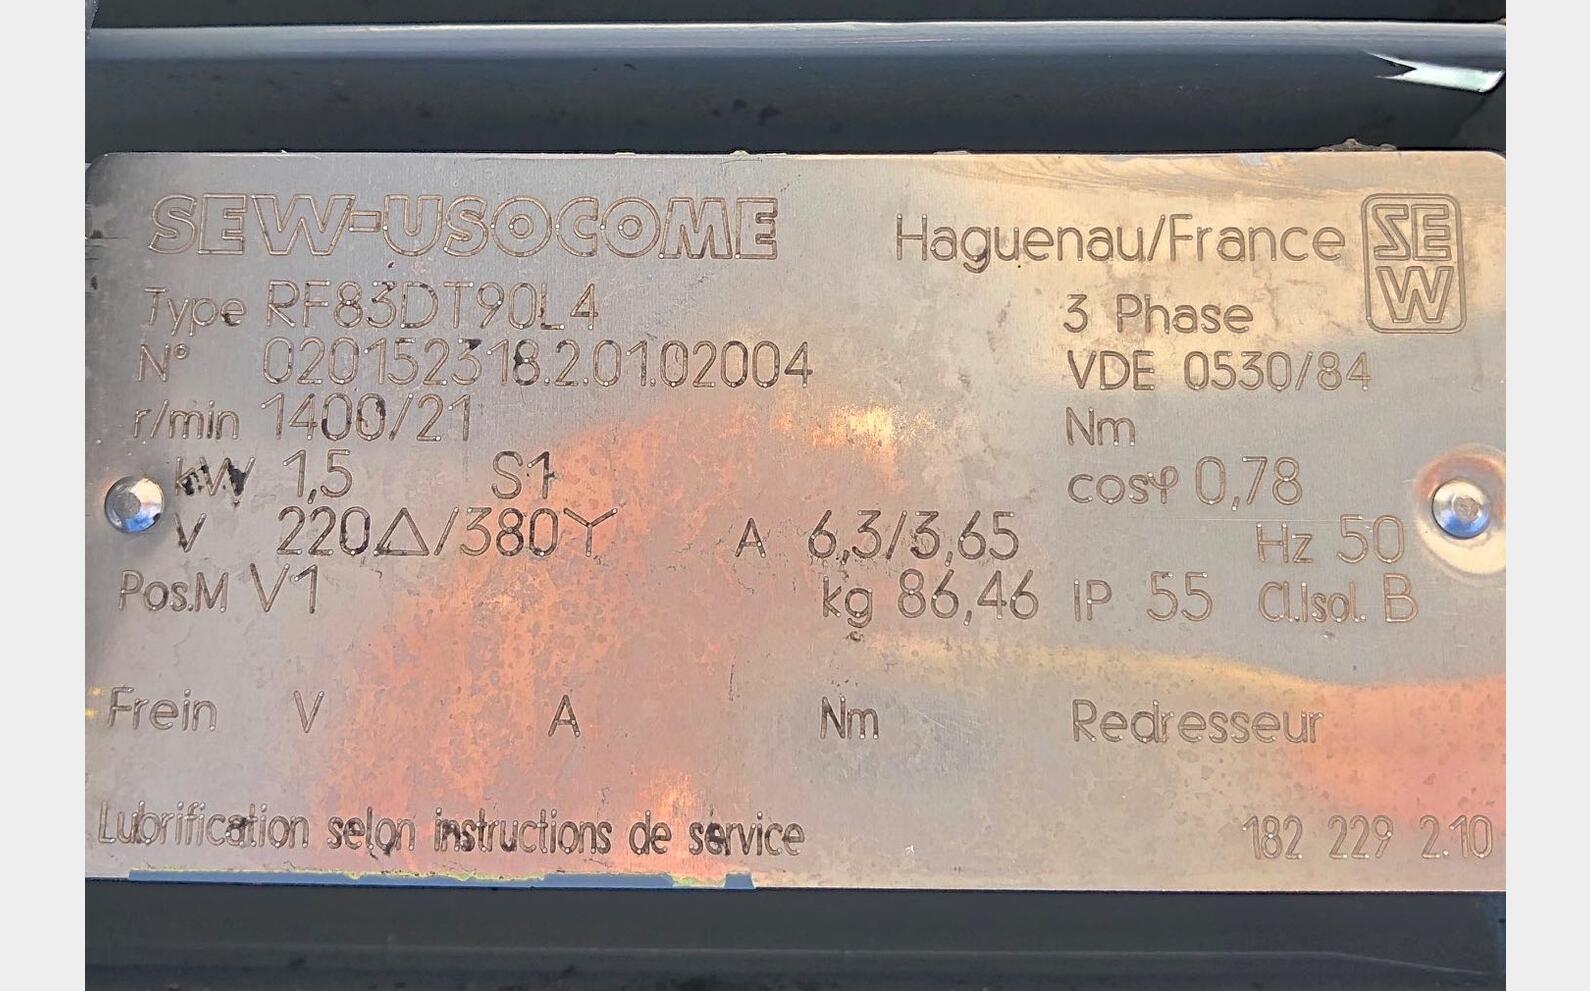 SEW-USOCOME Haguenau/France SEW
Type RF83DT90L4 3 Phase
N° 020152318.2.01.02004 VDE 0530/84
r/min 1400/21 Nm
kW 1,5 S1 cosφ 0,78
V 220△/380Y A 6,3/3,65 Hz 50
Pos.M V1 kg 86,46 IP 55 Cl.Isol. B
Frein V A Nm Redresseur
Lubrification selon instructions de service 182 229 2.10